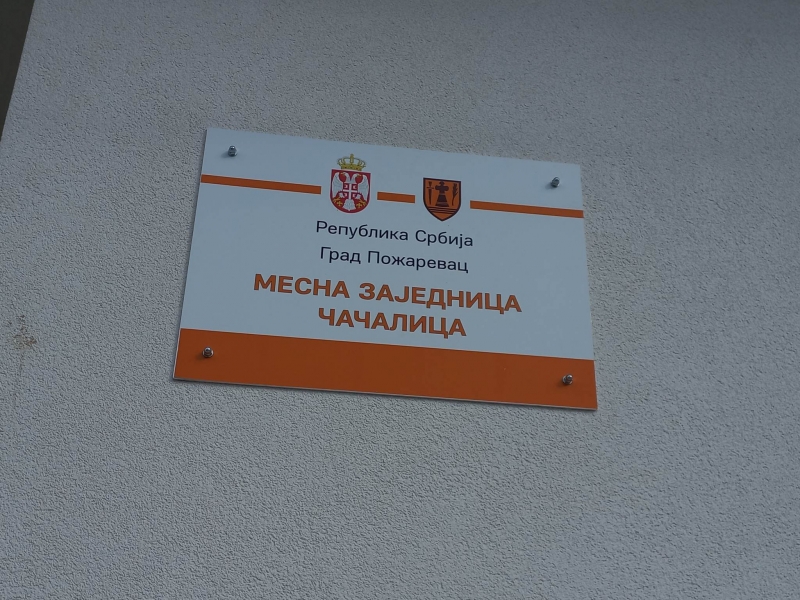 Република Србија
Град Пожаревац
МЕСНА ЗАЈЕДНИЦА
ЧАЧАЛИЦА